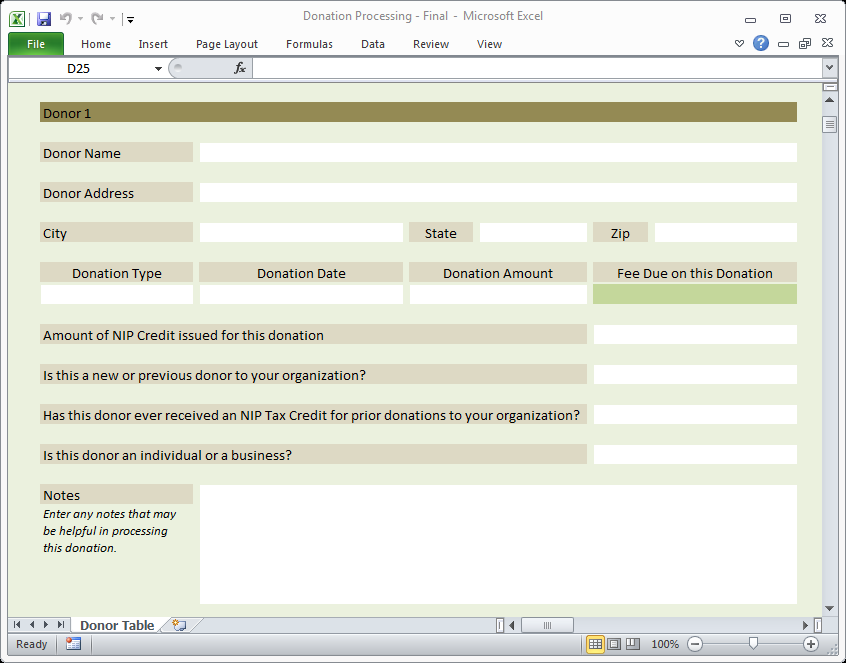 Donation Processing - Final - Microsoft Excel
File Home Insert Page Layout Formulas Data Review View
D25 fx
Donor 1
Donor Name
Donor Address
City State Zip
Donation Type Donation Date Donation Amount Fee Due on this Donation
Amount of NIP Credit issued for this donation
Is this a new or previous donor to your organization?
Has this donor ever received an NIP Tax Credit for prior donations to your organization?
Is this donor an individual or a business?
Notes
Enter any notes that may
be helpful in processing
this donation.
Donor Table
Ready 100%